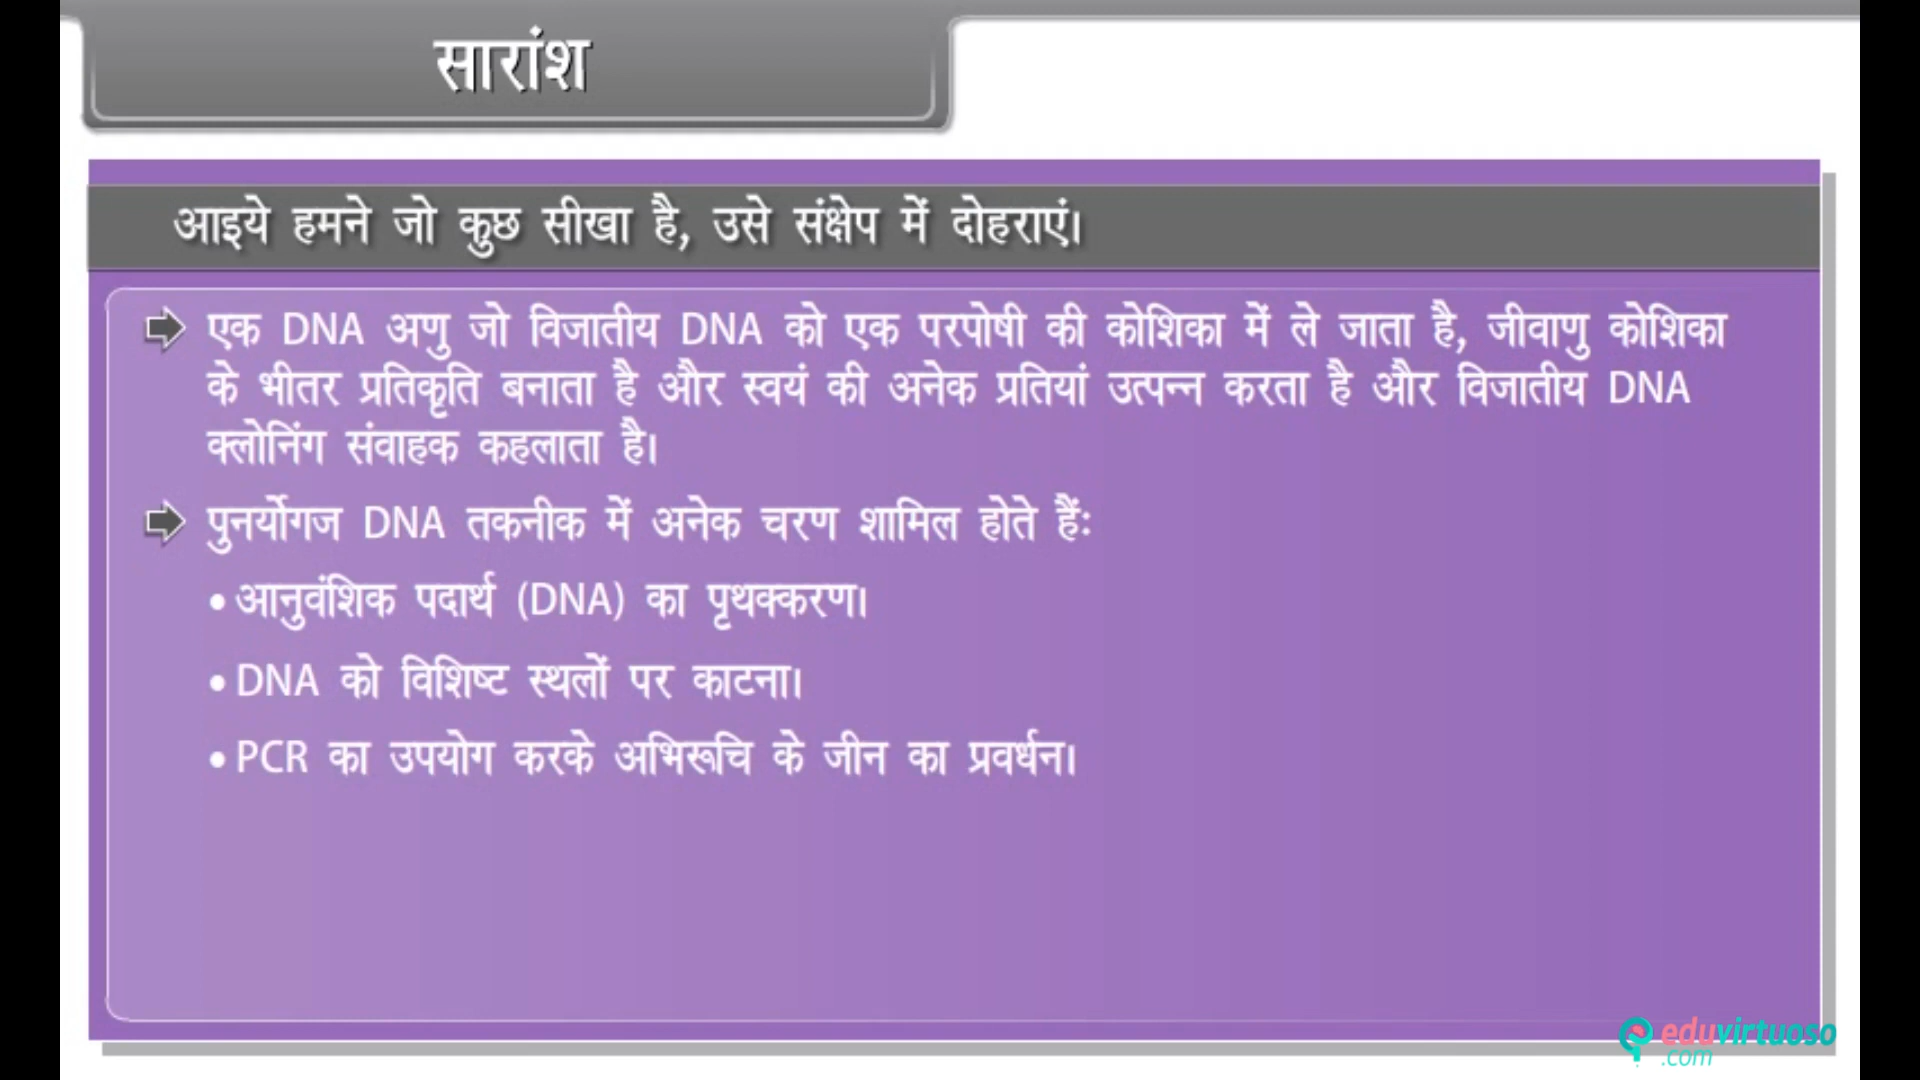 सारांश
आइये हमने जो कुछ सीखा है, उसे संक्षेप में दोहराएं।
एक DNA अणु जो विजातीय DNA को एक परपोषी की कोशिका में ले जाता है, जीवाणु कोशिका
के भीतर प्रतिकृति बनाता है और स्वयं की अनेक प्रतियां उत्पन्न करता है और विजातीय DNA
क्लोनिंग संवाहक कहलाता है।
पुनर्योगज DNA तकनीक में अनेक चरण शामिल होते हैंः
• आनुवंशिक पदार्थ (DNA) का पृथक्करण।
• DNA को विशिष्ट स्थलों पर काटना।
• PCR का उपयोग करके अभिरूचि के जीन का प्रवर्धन।
eduvirtuoso
.com